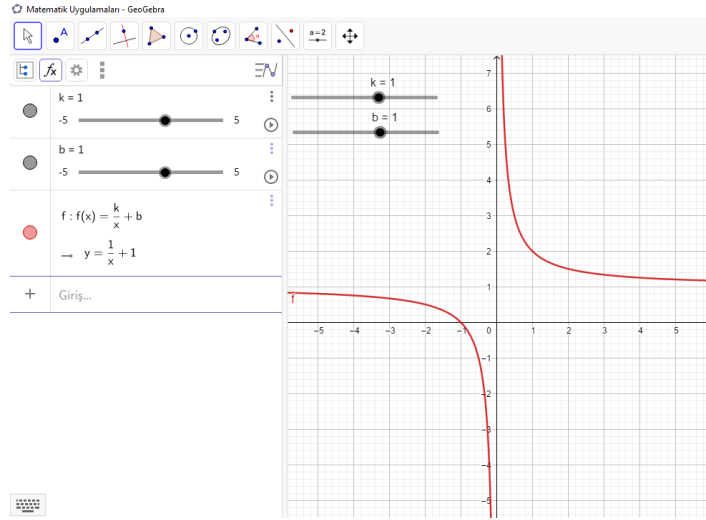 Matematik Uygulamaları - GeoGebra
a=2
fx
k = 1
-5 5
b = 1
-5 5
f : f(x) = k/x + b
→ y = 1/x + 1
Giriş...
k = 1
b = 1
f
7
6
5
4
3
2
1
−5 −4 −3 −2 −1 0 1 2 3 4 5
−1
−2
−3
−4
−5